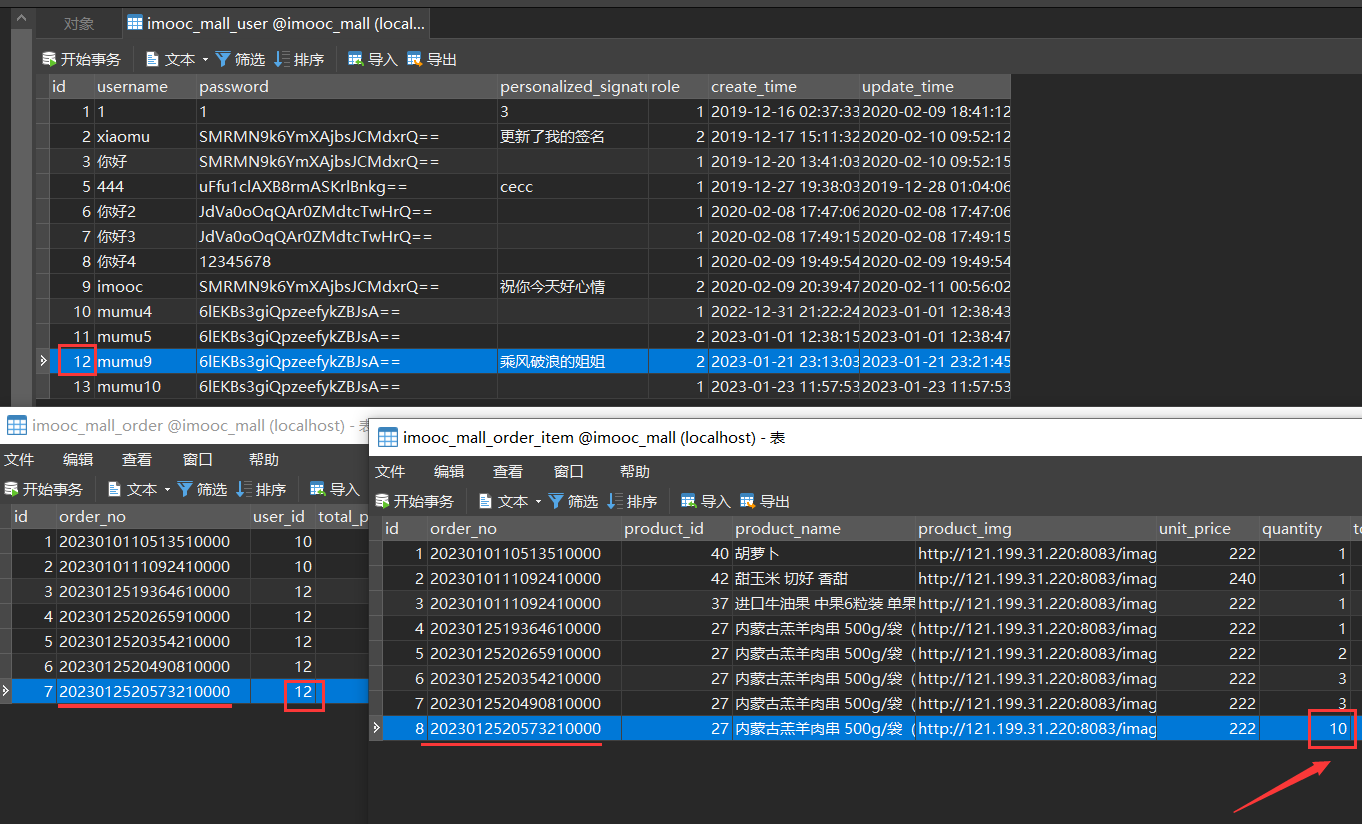 对象 imooc_mall_user @imooc_mall (local...
开始事务 文本 筛选 排序 导入 导出
id username password personalized_signatu role create_time update_time
1 1 1 3 1 2019-12-16 02:37:33 2020-02-09 18:41:12
2 xiaomu SMRMN9k6YmXAjbsJCMdxrQ== 更新了我的签名 2 2019-12-17 15:11:32 2020-02-10 09:52:12
3 你好 SMRMN9k6YmXAjbsJCMdxrQ== 1 2019-12-20 13:41:03 2020-02-10 09:52:15
5 444 uFfu1clAXB8rmASKrlBnkg== cecc 1 2019-12-27 19:38:03 2019-12-28 01:04:06
6 你好2 JdVa0oOqQAr0ZMdtcTwHrQ== 1 2020-02-08 17:47:06 2020-02-08 17:47:06
7 你好3 JdVa0oOqQAr0ZMdtcTwHrQ== 1 2020-02-08 17:49:15 2020-02-08 17:49:15
8 你好4 12345678 1 2020-02-09 19:49:54 2020-02-09 19:49:54
9 imooc SMRMN9k6YmXAjbsJCMdxrQ== 祝你今天好心情 2 2020-02-09 20:39:47 2020-02-11 00:56:02
10 mumu4 6lEKBs3giQpzeefykZBJsA== 1 2022-12-31 21:22:24 2023-01-01 12:38:43
11 mumu5 6lEKBs3giQpzeefykZBJsA== 2 2023-01-01 12:38:15 2023-01-01 12:38:47
12 mumu9 6lEKBs3giQpzeefykZBJsA== 乘风破浪的姐姐 2 2023-01-21 23:13:03 2023-01-21 23:21:45
13 mumu10 6lEKBs3giQpzeefykZBJsA== 1 2023-01-23 11:57:53 2023-01-23 11:57:53
imooc_mall_order @imooc_mall (localhost) - 表
文件 编辑 查看 窗口 帮助
开始事务 文本 筛选 排序 导入
id order_no user_id total_p
1 2023010110513510000 10
2 2023010111092410000 10
3 2023012519364610000 12
4 2023012520265910000 12
5 2023012520354210000 12
6 2023012520490810000 12
7 2023012520573210000 12
imooc_mall_order_item @imooc_mall (localhost) - 表
文件 编辑 查看 窗口 帮助
开始事务 文本 筛选 排序 导入 导出
id order_no product_id product_name product_img unit_price quantity to
1 2023010110513510000 40 胡萝卜 http://121.199.31.220:8083/imag 222 1
2 2023010111092410000 42 甜玉米 切好 香甜 http://121.199.31.220:8083/imag 240 1
3 2023010111092410000 37 进口牛油果 中果6粒装 单果 http://121.199.31.220:8083/imag 222 1
4 2023012519364610000 27 内蒙古羔羊肉串 500g/袋（ http://121.199.31.220:8083/imag 222 1
5 2023012520265910000 27 内蒙古羔羊肉串 500g/袋（ http://121.199.31.220:8083/imag 222 2
6 2023012520354210000 27 内蒙古羔羊肉串 500g/袋（ http://121.199.31.220:8083/imag 222 3
7 2023012520490810000 27 内蒙古羔羊肉串 500g/袋（ http://121.199.31.220:8083/imag 222 3
8 2023012520573210000 27 内蒙古羔羊肉串 500g/袋（ http://121.199.31.220:8083/imag 222 10